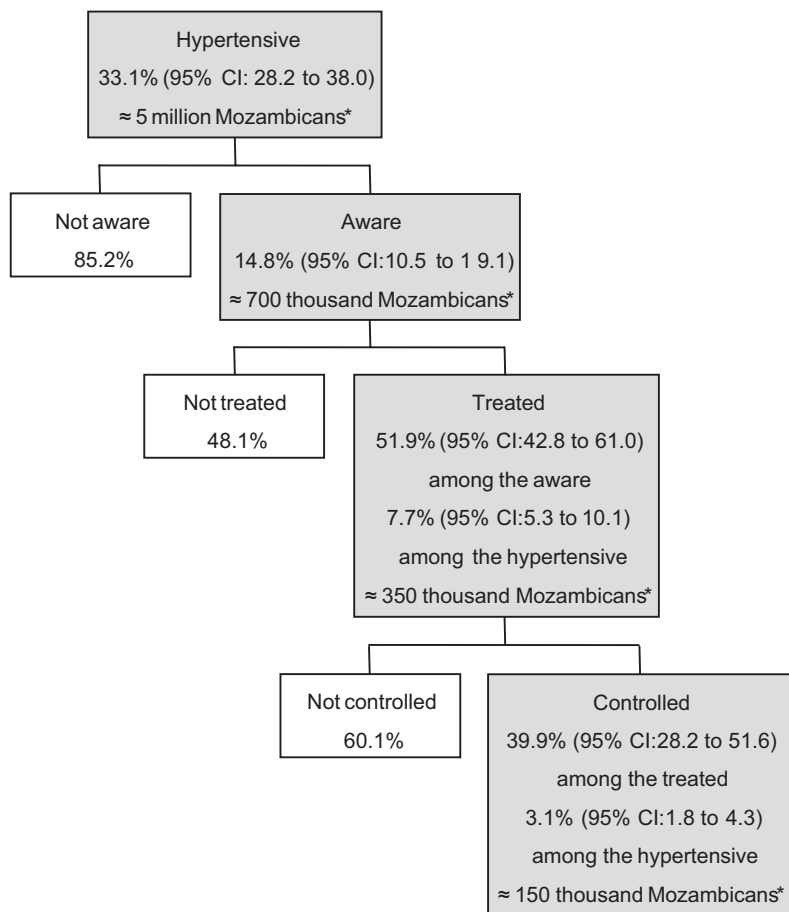 Hypertensive
33.1% (95% CI: 28.2 to 38.0)
≈ 5 million Mozambicans*
Not aware
85.2%
Aware
14.8% (95% CI:10.5 to 1 9.1)
≈ 700 thousand Mozambicans*
Not treated
48.1%
Treated
51.9% (95% CI:42.8 to 61.0)
among the aware
7.7% (95% CI:5.3 to 10.1)
among the hypertensive
≈ 350 thousand Mozambicans*
Not controlled
60.1%
Controlled
39.9% (95% CI:28.2 to 51.6)
among the treated
3.1% (95% CI:1.8 to 4.3)
among the hypertensive
≈ 150 thousand Mozambicans*